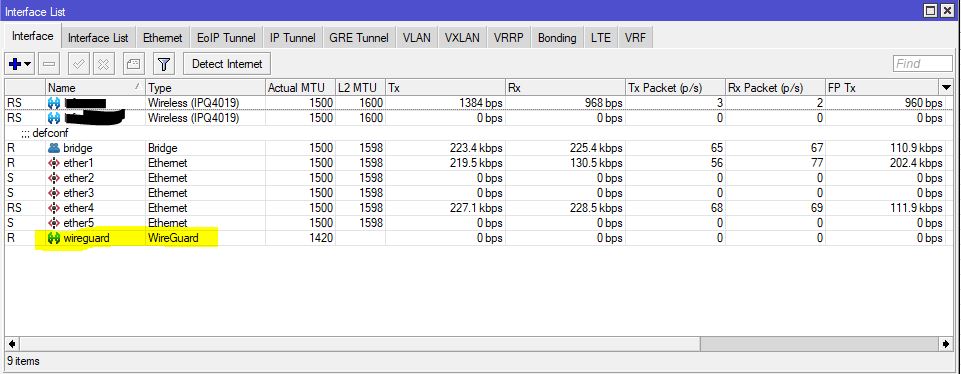 Interface List
Interface Interface List Ethernet EoIP Tunnel IP Tunnel GRE Tunnel VLAN VXLAN VRRP Bonding LTE VRF
Detect Internet Find
Name Type Actual MTU L2 MTU Tx Rx Tx Packet (p/s) Rx Packet (p/s) FP Tx
RS Wireless (IPQ4019) 1500 1600 1384 bps 968 bps 3 2 960 bps
RS Wireless (IPQ4019) 1500 1600 0 bps 0 bps 0 0 0 bps
;;; defconf
R bridge Bridge 1500 1598 223.4 kbps 225.4 kbps 65 67 110.9 kbps
R ether1 Ethernet 1500 1598 219.5 kbps 130.5 kbps 56 77 202.4 kbps
S ether2 Ethernet 1500 1598 0 bps 0 bps 0 0 0 bps
S ether3 Ethernet 1500 1598 0 bps 0 bps 0 0 0 bps
RS ether4 Ethernet 1500 1598 227.1 kbps 228.5 kbps 68 69 111.9 kbps
S ether5 Ethernet 1500 1598 0 bps 0 bps 0 0 0 bps
R wireguard WireGuard 1420 0 bps 0 bps 0 0 0 bps
9 items